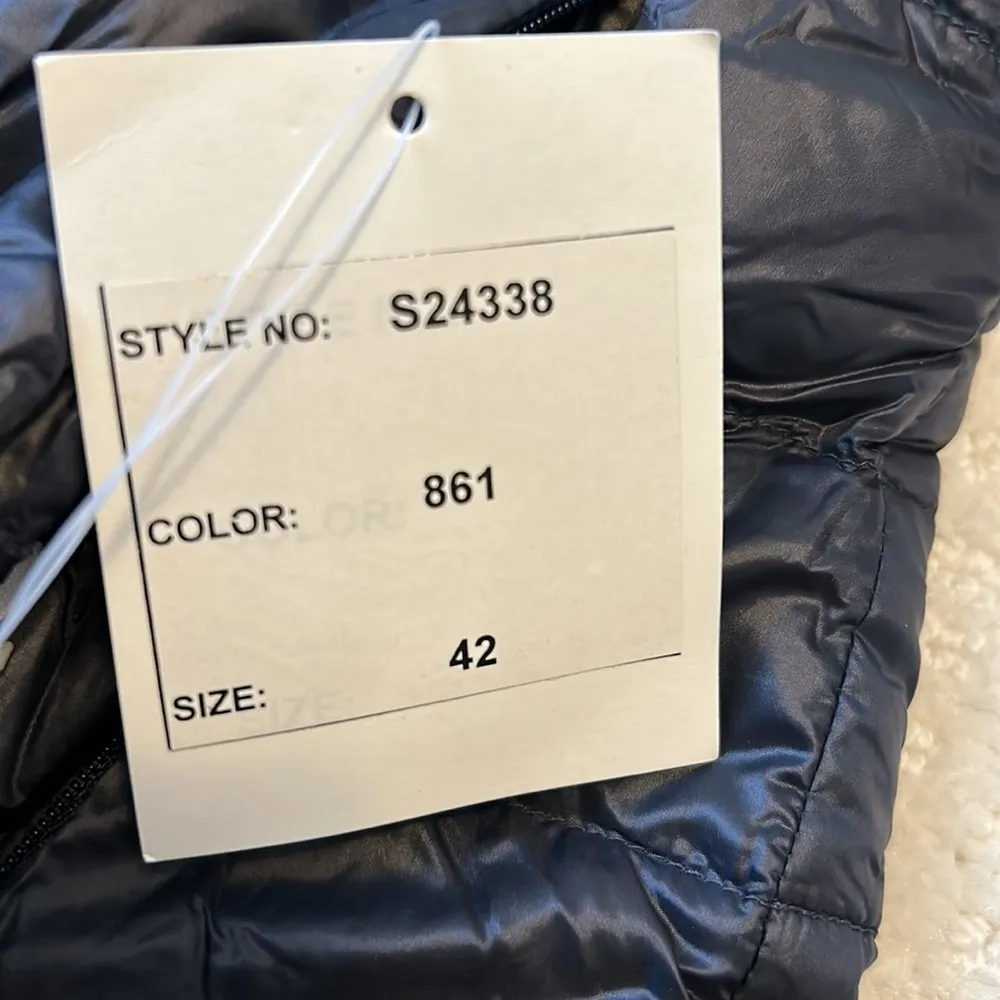 STYLE NO: S24338
COLOR: 861
SIZE: 42